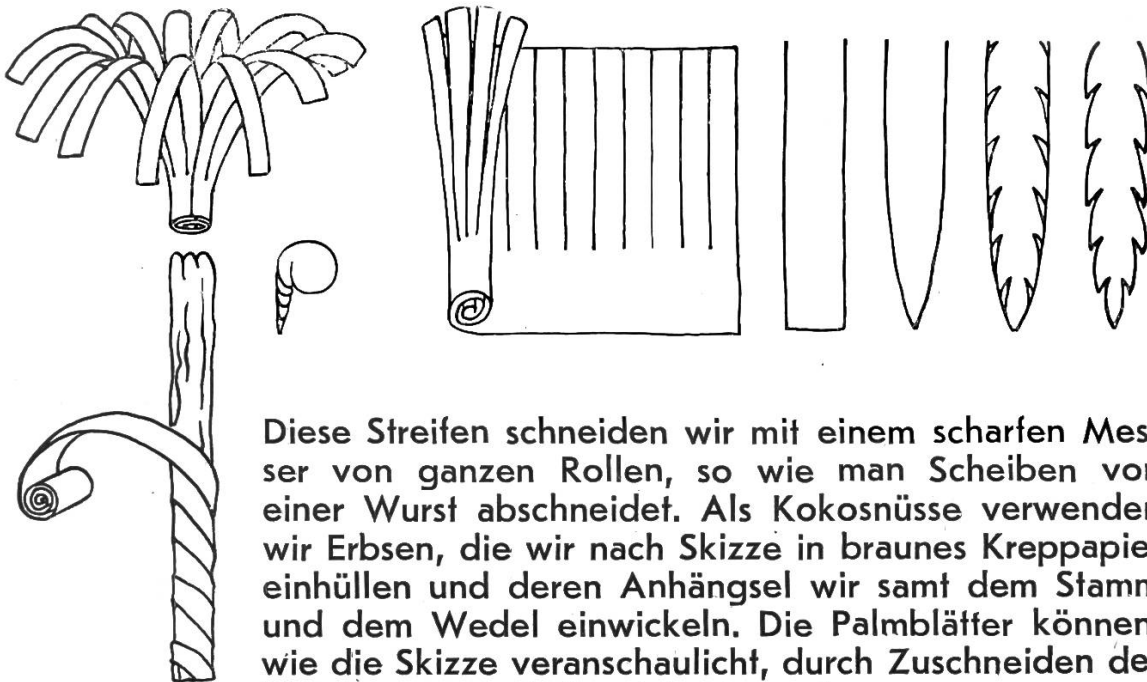 Diese Streifen schneiden wir mit einem scharfen Mes-
ser von ganzen Rollen, so wie man Scheiben von
einer Wurst abschneidet. Als Kokosnüsse verwenden
wir Erbsen, die wir nach Skizze in braunes Kreppapie
einhüllen und deren Anhängsel wir samt dem Stamm
und dem Wedel einwickeln. Die Palmblätter können
wie die Skizze veranschaulicht, durch Zuschneiden de